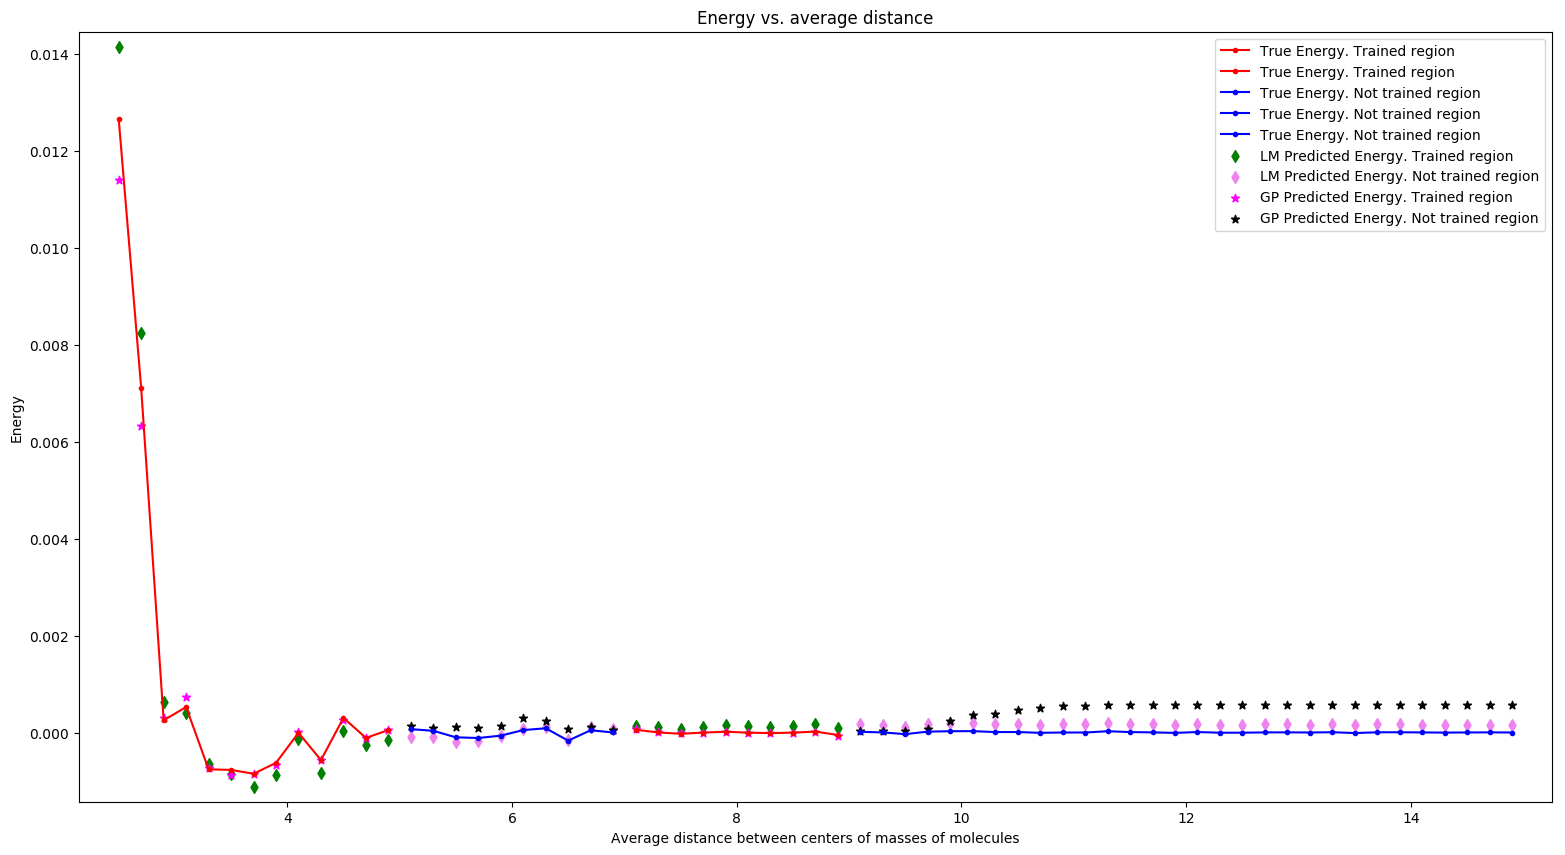 Energy vs. average distance
True Energy. Trained region
True Energy. Trained region
True Energy. Not trained region
True Energy. Not trained region
True Energy. Not trained region
LM Predicted Energy. Trained region
LM Predicted Energy. Not trained region
GP Predicted Energy. Trained region
GP Predicted Energy. Not trained region
0.014
0.012
0.010
0.008
0.006
0.004
0.002
0.000
Energy
4
6
8
10
12
14
Average distance between centers of masses of molecules